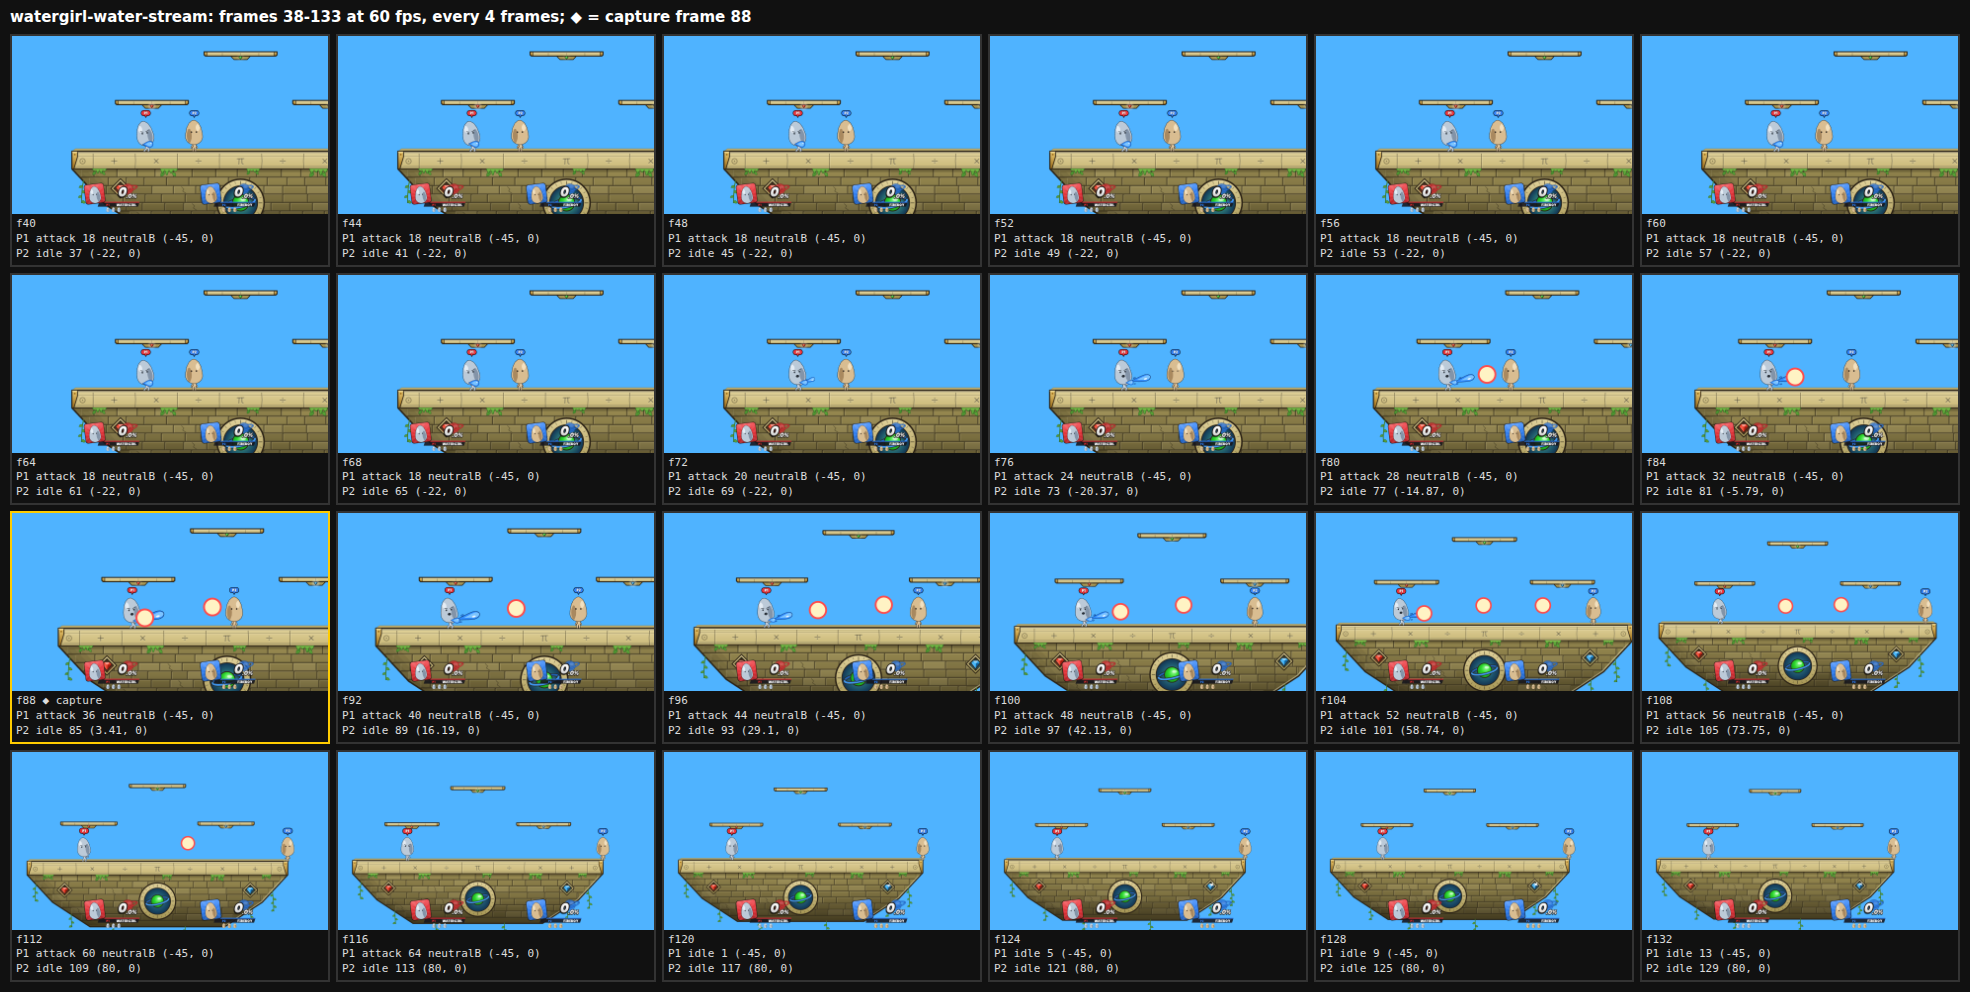 watergirl-water-stream: frames 38-133 at 60 fps, every 4 frames; ◆ = capture frame 88
f40
P1 attack 18 neutralB (-45, 0)
P2 idle 37 (-22, 0)
f44
P1 attack 18 neutralB (-45, 0)
P2 idle 41 (-22, 0)
f48
P1 attack 18 neutralB (-45, 0)
P2 idle 45 (-22, 0)
f52
P1 attack 18 neutralB (-45, 0)
P2 idle 49 (-22, 0)
f56
P1 attack 18 neutralB (-45, 0)
P2 idle 53 (-22, 0)
f60
P1 attack 18 neutralB (-45, 0)
P2 idle 57 (-22, 0)
f64
P1 attack 18 neutralB (-45, 0)
P2 idle 61 (-22, 0)
f68
P1 attack 18 neutralB (-45, 0)
P2 idle 65 (-22, 0)
f72
P1 attack 20 neutralB (-45, 0)
P2 idle 69 (-22, 0)
f76
P1 attack 24 neutralB (-45, 0)
P2 idle 73 (-20.37, 0)
f80
P1 attack 28 neutralB (-45, 0)
P2 idle 77 (-14.87, 0)
f84
P1 attack 32 neutralB (-45, 0)
P2 idle 81 (-5.79, 0)
f88 ◆ capture
P1 attack 36 neutralB (-45, 0)
P2 idle 85 (3.41, 0)
f92
P1 attack 40 neutralB (-45, 0)
P2 idle 89 (16.19, 0)
f96
P1 attack 44 neutralB (-45, 0)
P2 idle 93 (29.1, 0)
f100
P1 attack 48 neutralB (-45, 0)
P2 idle 97 (42.13, 0)
f104
P1 attack 52 neutralB (-45, 0)
P2 idle 101 (58.74, 0)
f108
P1 attack 56 neutralB (-45, 0)
P2 idle 105 (73.75, 0)
f112
P1 attack 60 neutralB (-45, 0)
P2 idle 109 (80, 0)
f116
P1 attack 64 neutralB (-45, 0)
P2 idle 113 (80, 0)
f120
P1 idle 1 (-45, 0)
P2 idle 117 (80, 0)
f124
P1 idle 5 (-45, 0)
P2 idle 121 (80, 0)
f128
P1 idle 9 (-45, 0)
P2 idle 125 (80, 0)
f132
P1 idle 13 (-45, 0)
P2 idle 129 (80, 0)